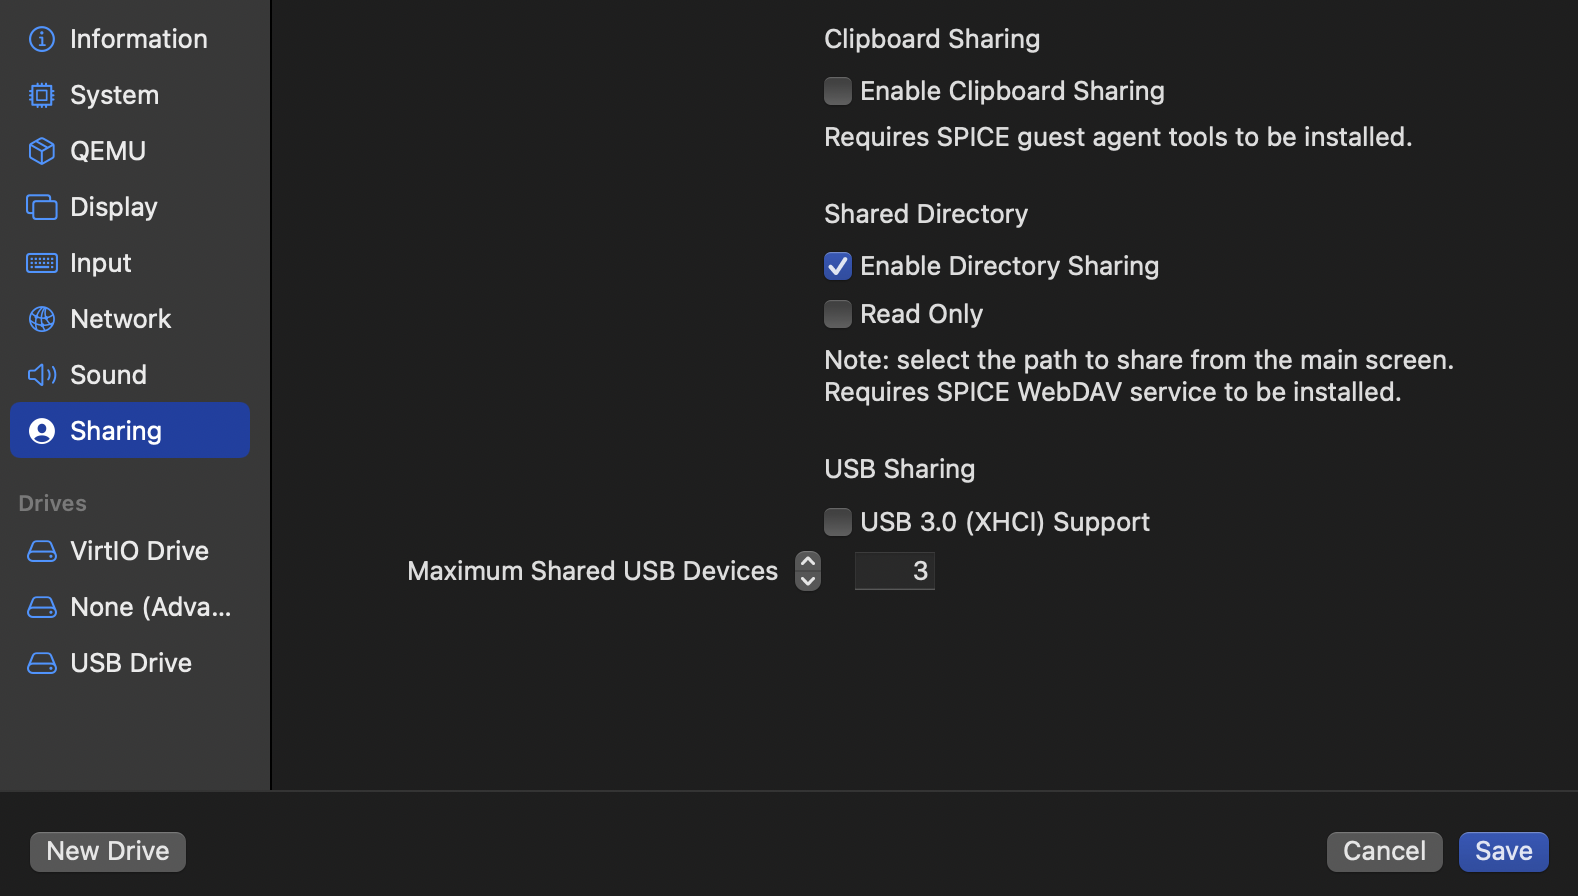 Information
System
QEMU
Display
Input
Network
Sound
Sharing
Drives
VirtIO Drive
None (Adva...
USB Drive
Clipboard Sharing
Enable Clipboard Sharing
Requires SPICE guest agent tools to be installed.
Shared Directory
Enable Directory Sharing
Read Only
Note: select the path to share from the main screen.
Requires SPICE WebDAV service to be installed.
USB Sharing
USB 3.0 (XHCI) Support
Maximum Shared USB Devices 3
New Drive
Cancel
Save